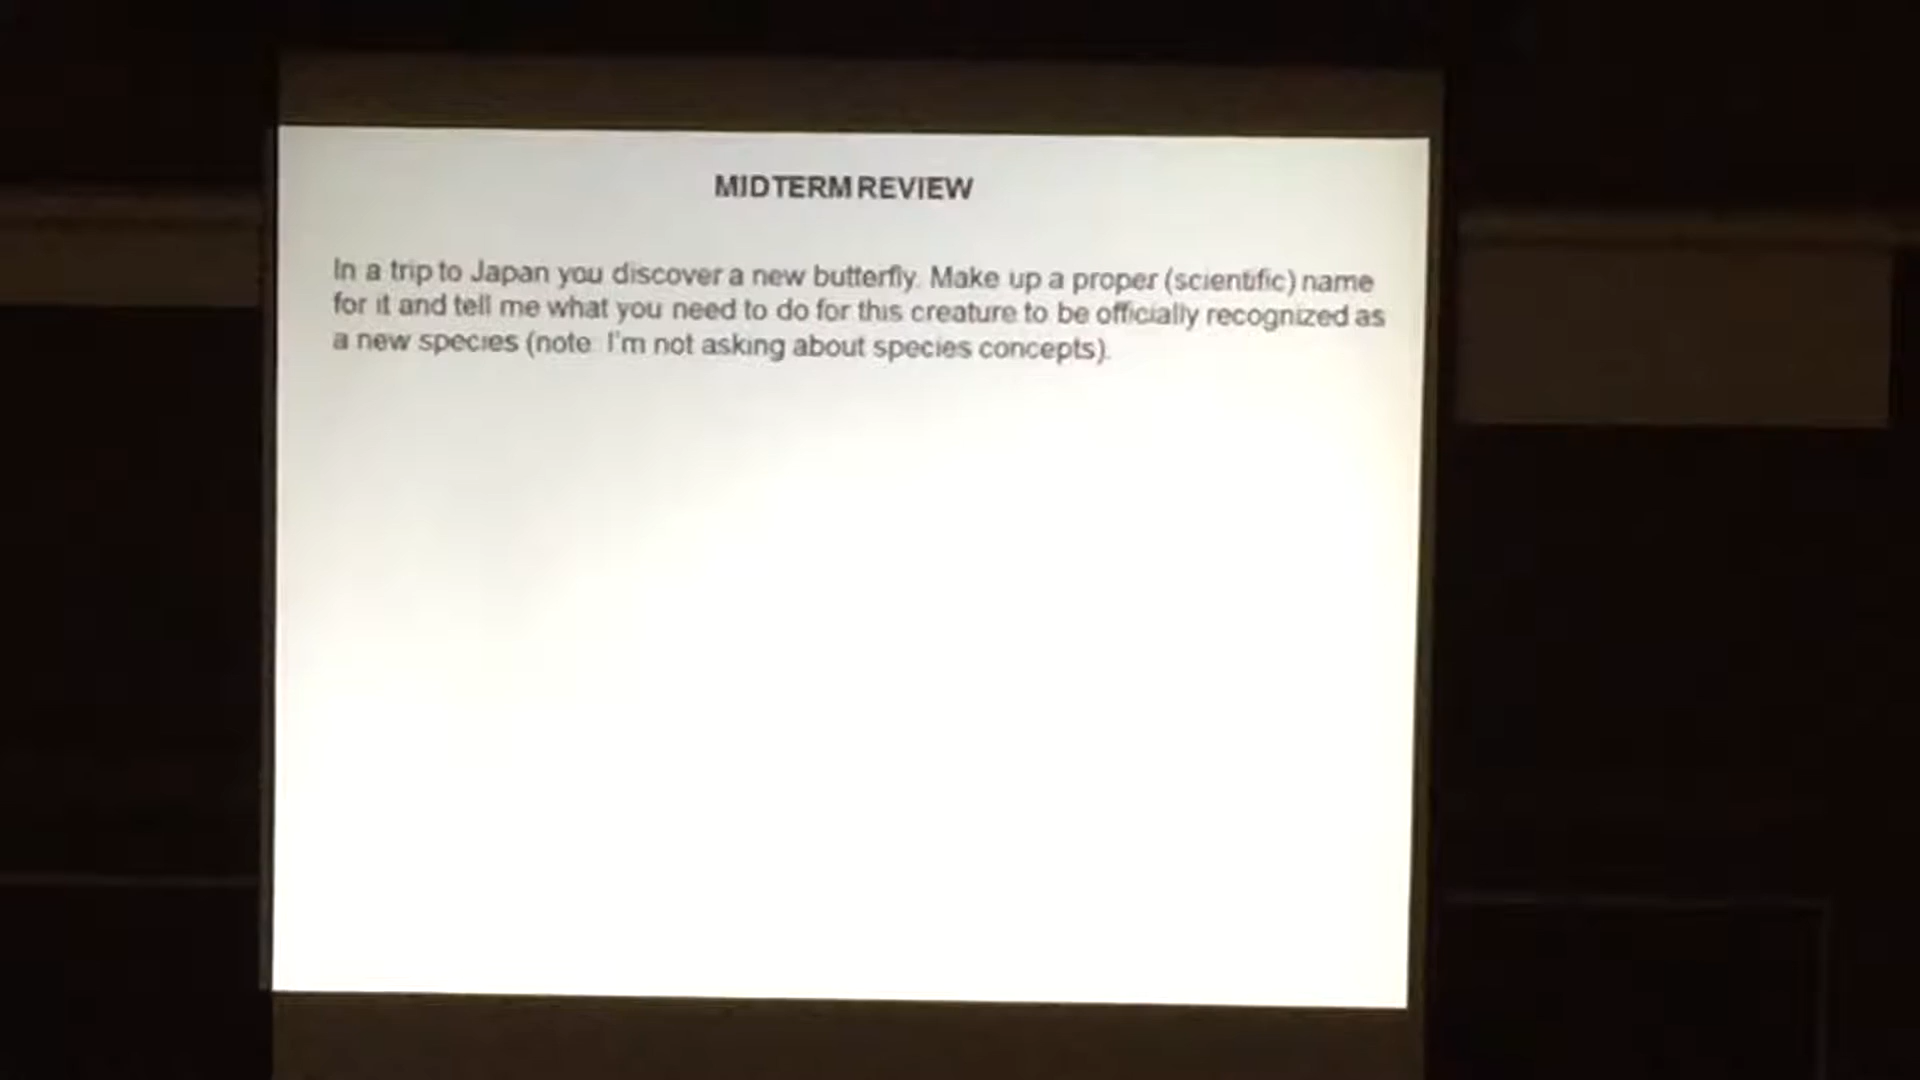 MIDTERM REVIEW
In a trip to Japan you discover a new butterfly. Make up a proper (scientific) name
for it and tell me what you need to do for this creature to be officially recognized as
a new species (note: I'm not asking about species concepts).